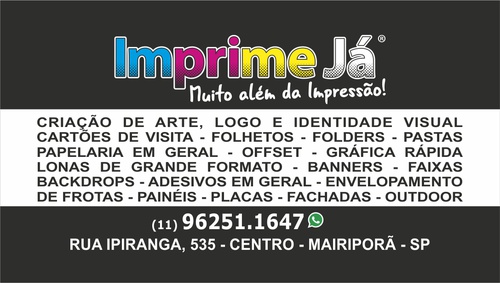 Imprime Já®
Muito além da Impressão!
CRIAÇÃO DE ARTE, LOGO E IDENTIDADE VISUAL
CARTÕES DE VISITA - FOLHETOS - FOLDERS - PASTAS
PAPELARIA EM GERAL - OFFSET - GRÁFICA RÁPIDA
LONAS DE GRANDE FORMATO - BANNERS - FAIXAS
BACKDROPS - ADESIVOS EM GERAL - ENVELOPAMENTO
DE FROTAS - PAINÉIS - PLACAS - FACHADAS - OUTDOOR
(11) 96251.1647
RUA IPIRANGA, 535 - CENTRO - MAIRIPORÃ - SP